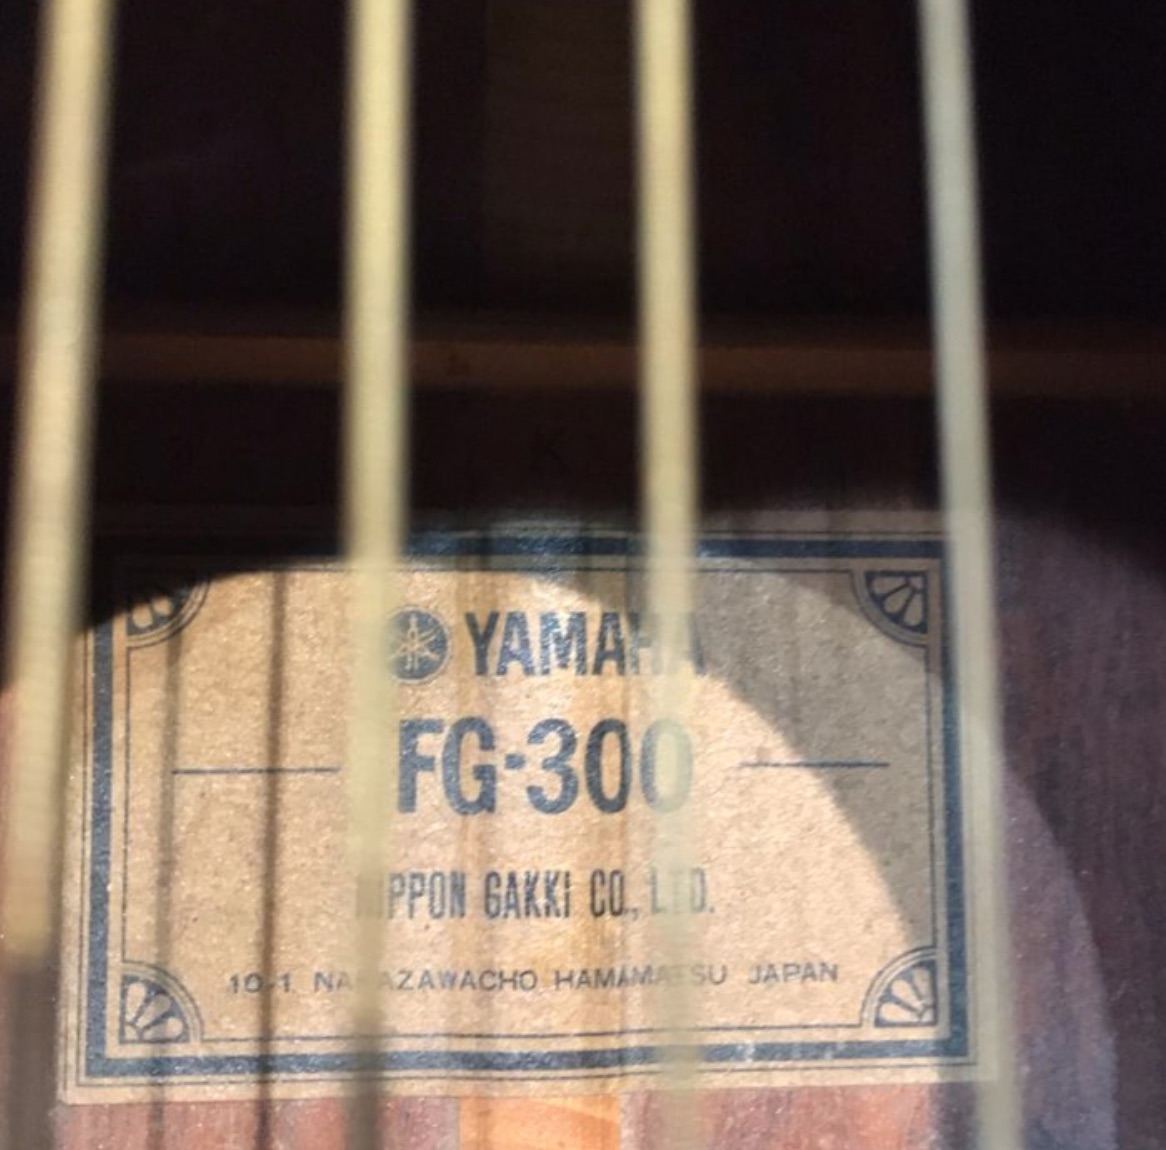 YAMAHA
FG-300
NIPPON GAKKI CO., LTD.
10-1 NAKAZAWACHO HAMAMATSU JAPAN